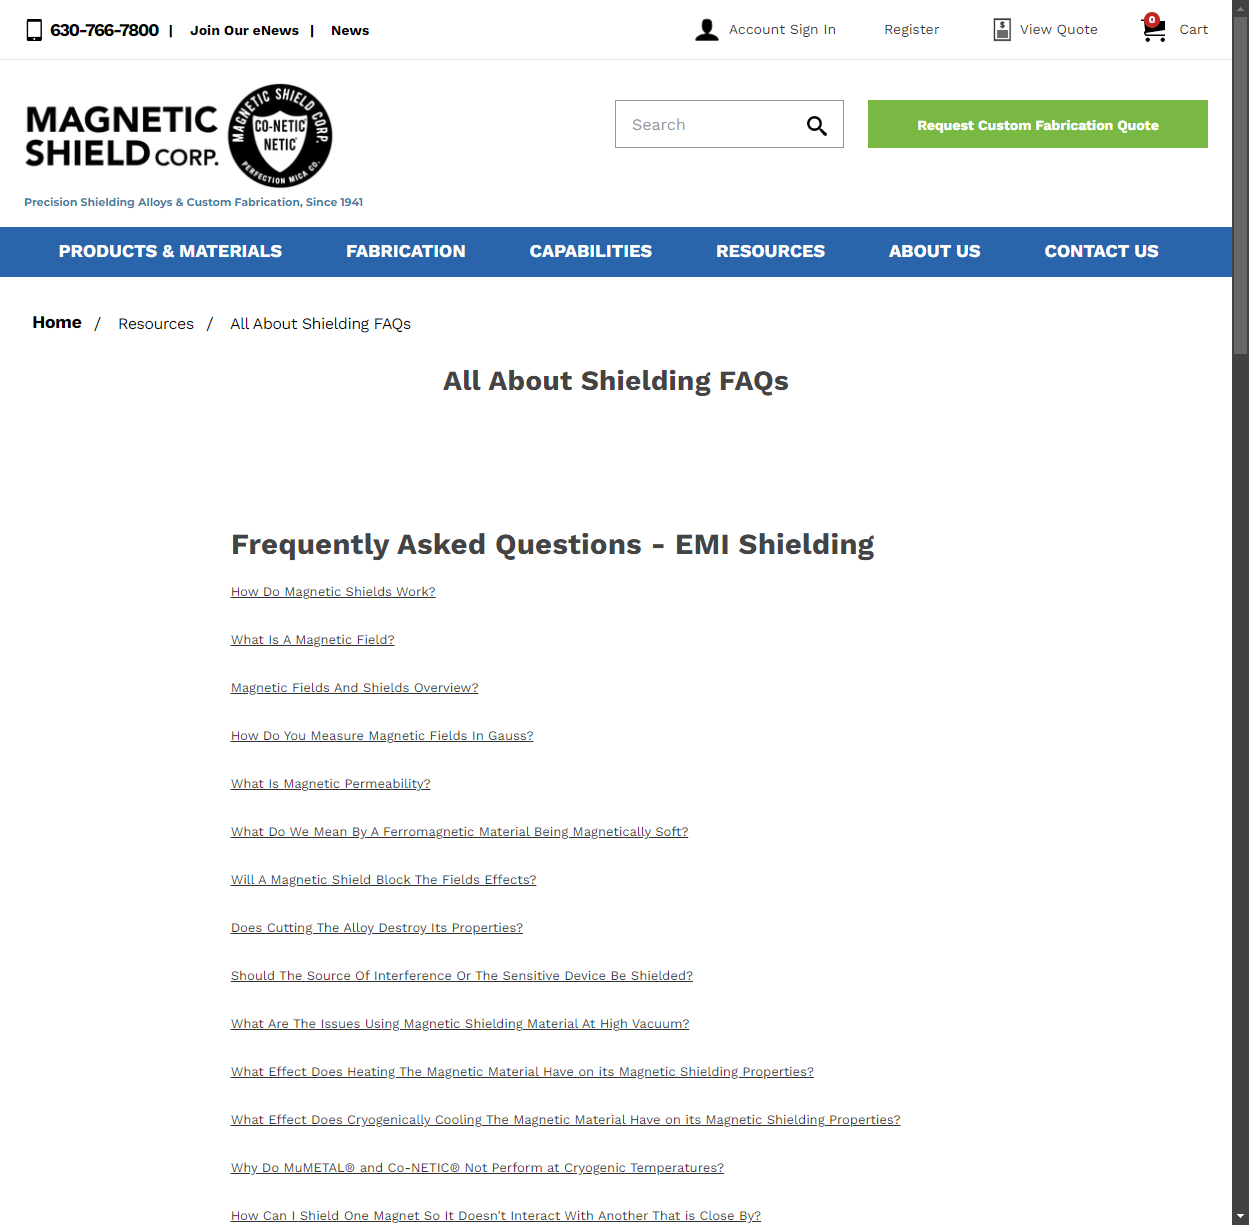 630-766-7800 | Join Our eNews | News
Account Sign In Register View Quote 0 Cart
MAGNETIC
SHIELD CORP.
MAGNETIC SHIELD CORP.
CO-NETIC
NETIC
PERFECTION MICA CO.
Precision Shielding Alloys & Custom Fabrication, Since 1941
Search
Request Custom Fabrication Quote
PRODUCTS & MATERIALS FABRICATION CAPABILITIES RESOURCES ABOUT US CONTACT US
Home / Resources / All About Shielding FAQs
All About Shielding FAQs
Frequently Asked Questions - EMI Shielding
How Do Magnetic Shields Work?
What Is A Magnetic Field?
Magnetic Fields And Shields Overview?
How Do You Measure Magnetic Fields In Gauss?
What Is Magnetic Permeability?
What Do We Mean By A Ferromagnetic Material Being Magnetically Soft?
Will A Magnetic Shield Block The Fields Effects?
Does Cutting The Alloy Destroy Its Properties?
Should The Source Of Interference Or The Sensitive Device Be Shielded?
What Are The Issues Using Magnetic Shielding Material At High Vacuum?
What Effect Does Heating The Magnetic Material Have on its Magnetic Shielding Properties?
What Effect Does Cryogenically Cooling The Magnetic Material Have on its Magnetic Shielding Properties?
Why Do MuMETAL® and Co-NETIC® Not Perform at Cryogenic Temperatures?
How Can I Shield One Magnet So It Doesn't Interact With Another That is Close By?